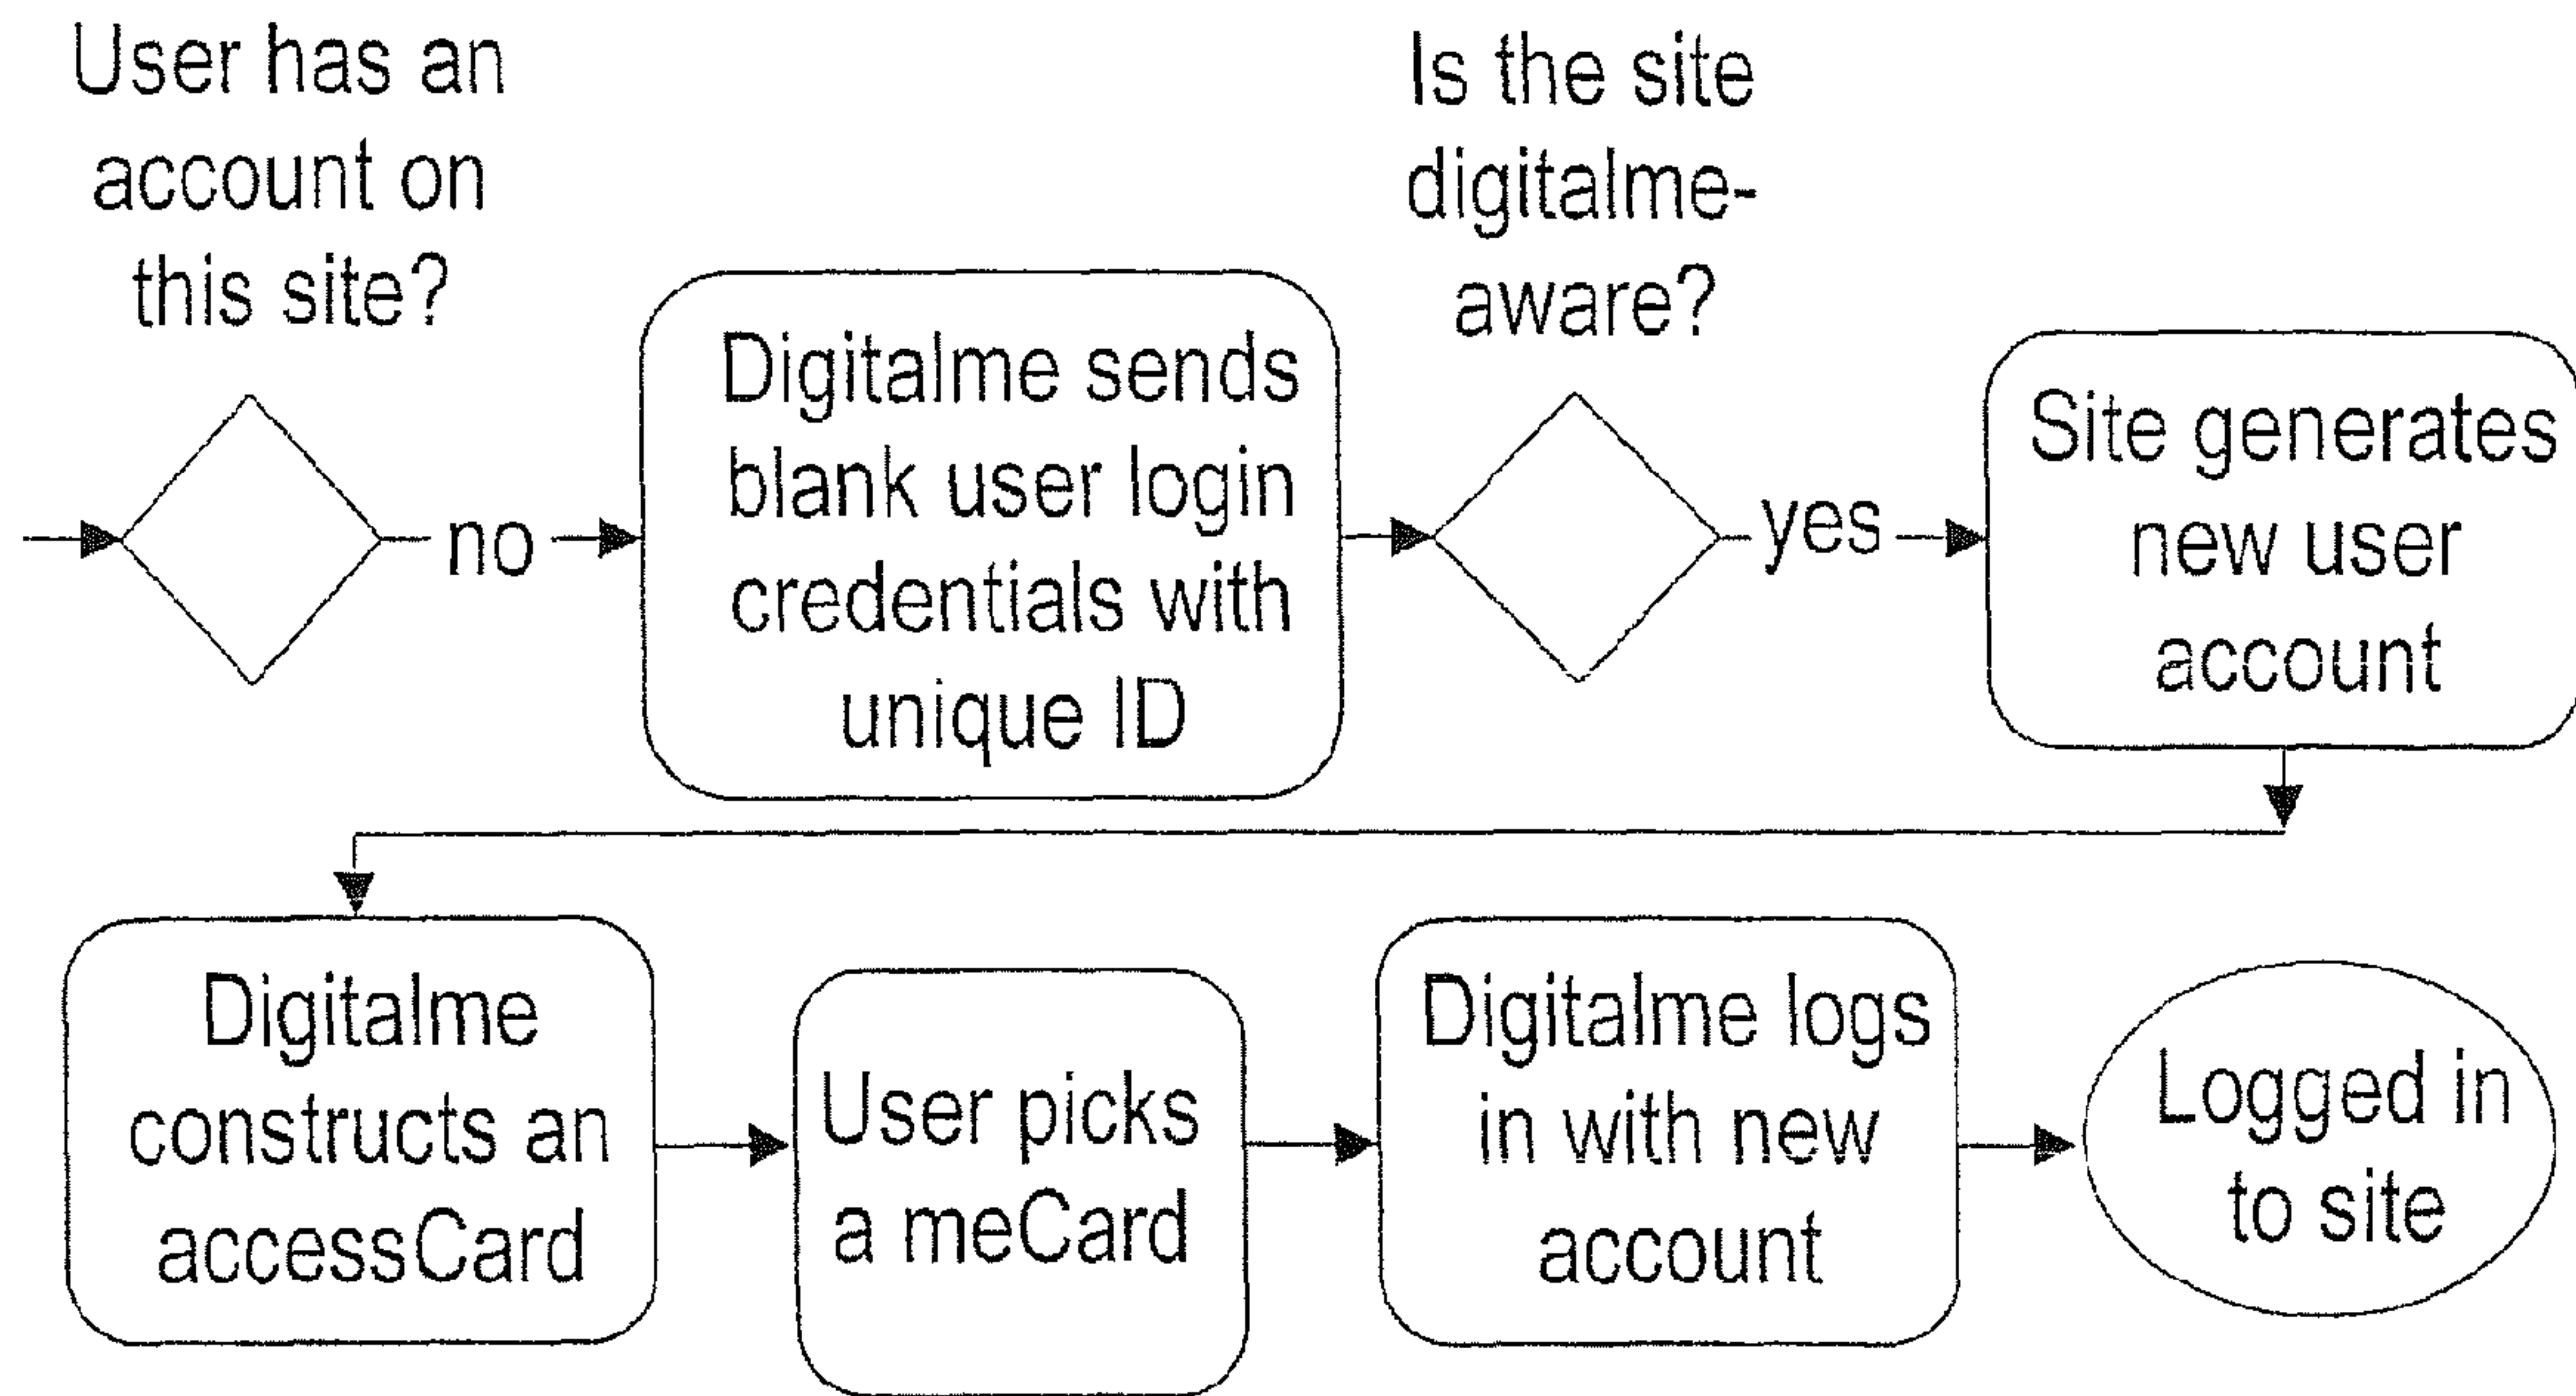 User has an
account on
this site?
no
Digitalme sends
blank user login
credentials with
unique ID
Is the site
digitalme-
aware?
yes
Site generates
new user
account
Digitalme
constructs an
accessCard
User picks
a meCard
Digitalme logs
in with new
account
Logged in
to site